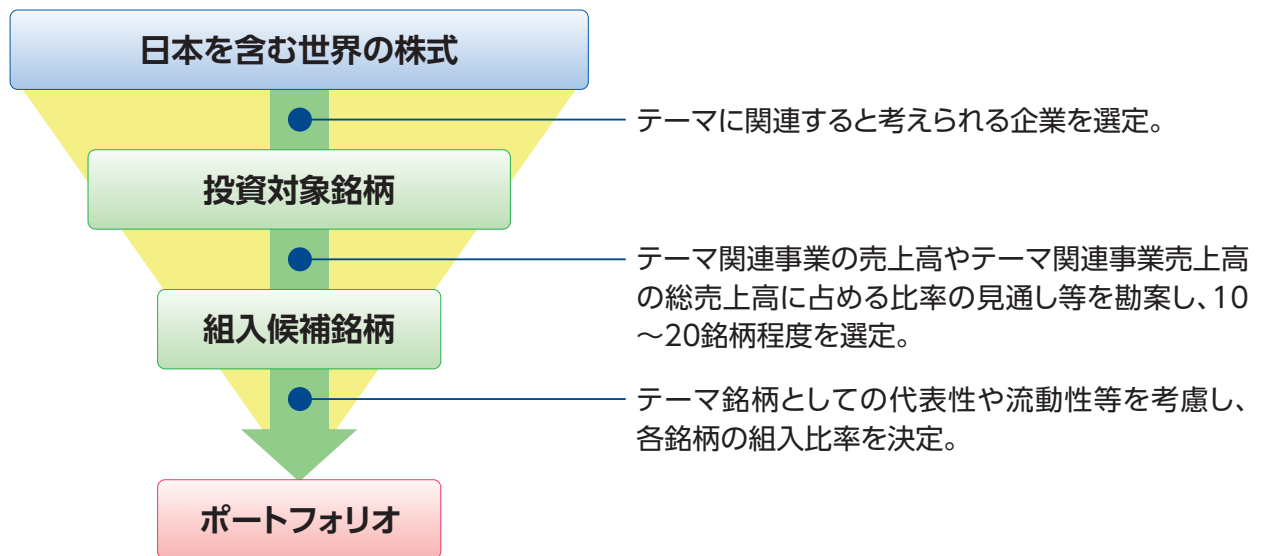 日本を含む世界の株式
テーマに関連すると考えられる企業を選定。
投資対象銘柄
テーマ関連事業の売上高やテーマ関連事業売上高
の総売上高に占める比率の見通し等を勘案し、10
～20銘柄程度を選定。
組入候補銘柄
テーマ銘柄としての代表性や流動性等を考慮し、
各銘柄の組入比率を決定。
ポートフォリオ